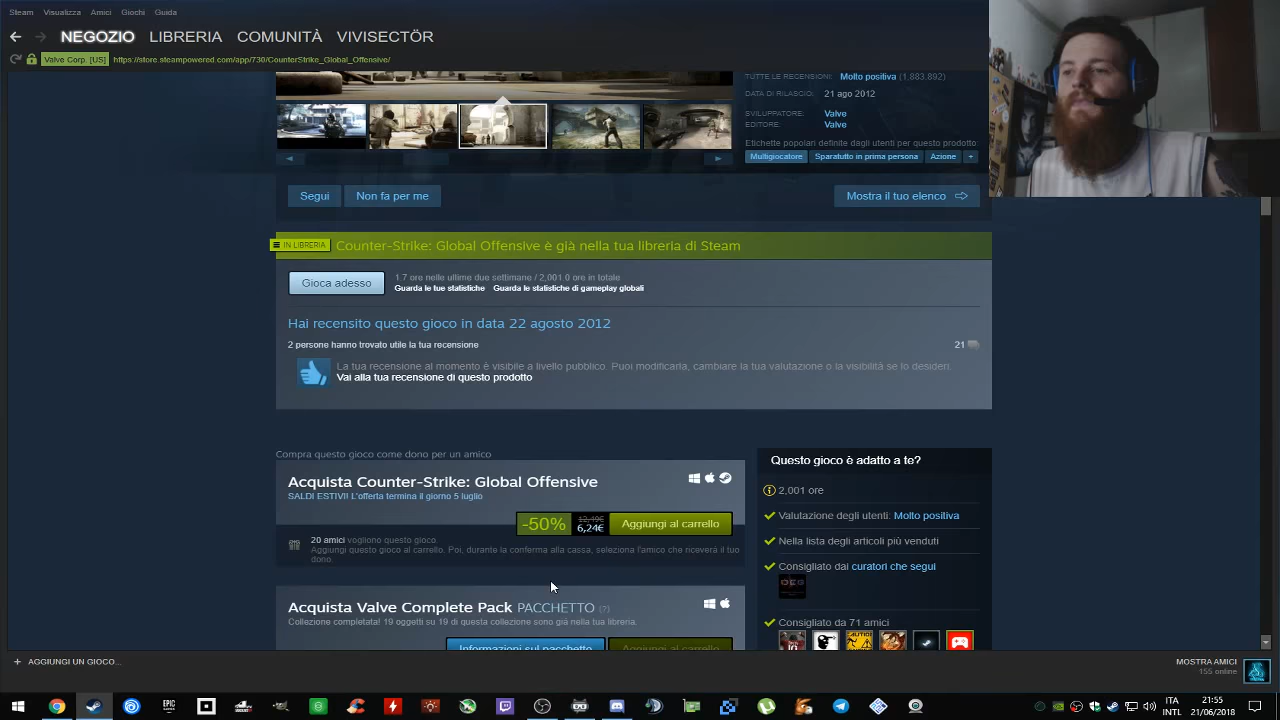 Steam Visualizza Amici Giochi Guida
NEGOZIO LIBRERIA COMUNITÀ VIVISECTÖR
Valve Corp. [US] https://store.steampowered.com/app/730/CounterStrike_Global_Offensive/
TUTTE LE RECENSIONI: Molto positiva (1,883,892)
DATA DI RILASCIO: 21 ago 2012
SVILUPPATORE: Valve
EDITORE: Valve
Etichette popolari definite dagli utenti per questo prodotto:
Multigiocatore Sparatutto in prima persona Azione +
Segui Non fa per me Mostra il tuo elenco
IN LIBRERIA Counter-Strike: Global Offensive è già nella tua libreria di Steam
Gioca adesso
1.7 ore nelle ultime due settimane / 2,001.0 ore in totale
Guarda le tue statistiche Guarda le statistiche di gameplay globali
Hai recensito questo gioco in data 22 agosto 2012
2 persone hanno trovato utile la tua recensione 21
La tua recensione al momento è visibile a livello pubblico. Puoi modificarla, cambiare la tua valutazione o la visibilità se lo desideri.
Vai alla tua recensione di questo prodotto
Compra questo gioco come dono per un amico
Acquista Counter-Strike: Global Offensive
SALDI ESTIVI! L'offerta termina il giorno 5 luglio
-50% 12,49€ 6,24€ Aggiungi al carrello
20 amici vogliono questo gioco.
Aggiungi questo gioco al carrello. Poi, durante la conferma alla cassa, seleziona l'amico che riceverà il tuo
dono.
Acquista Valve Complete Pack PACCHETTO (?)
Collezione completata! 19 oggetti su 19 di questa collezione sono già nella tua libreria.
Informazioni sul pacchetto Aggiungi al carrello
Questo gioco è adatto a te?
2,001 ore
Valutazione degli utenti: Molto positiva
Nella lista degli articoli più venduti
Consigliato dai curatori che segui
Consigliato da 71 amici
+ AGGIUNGI UN GIOCO...
MOSTRA AMICI
155 online
ITA
INTL
21:55
21/06/2018